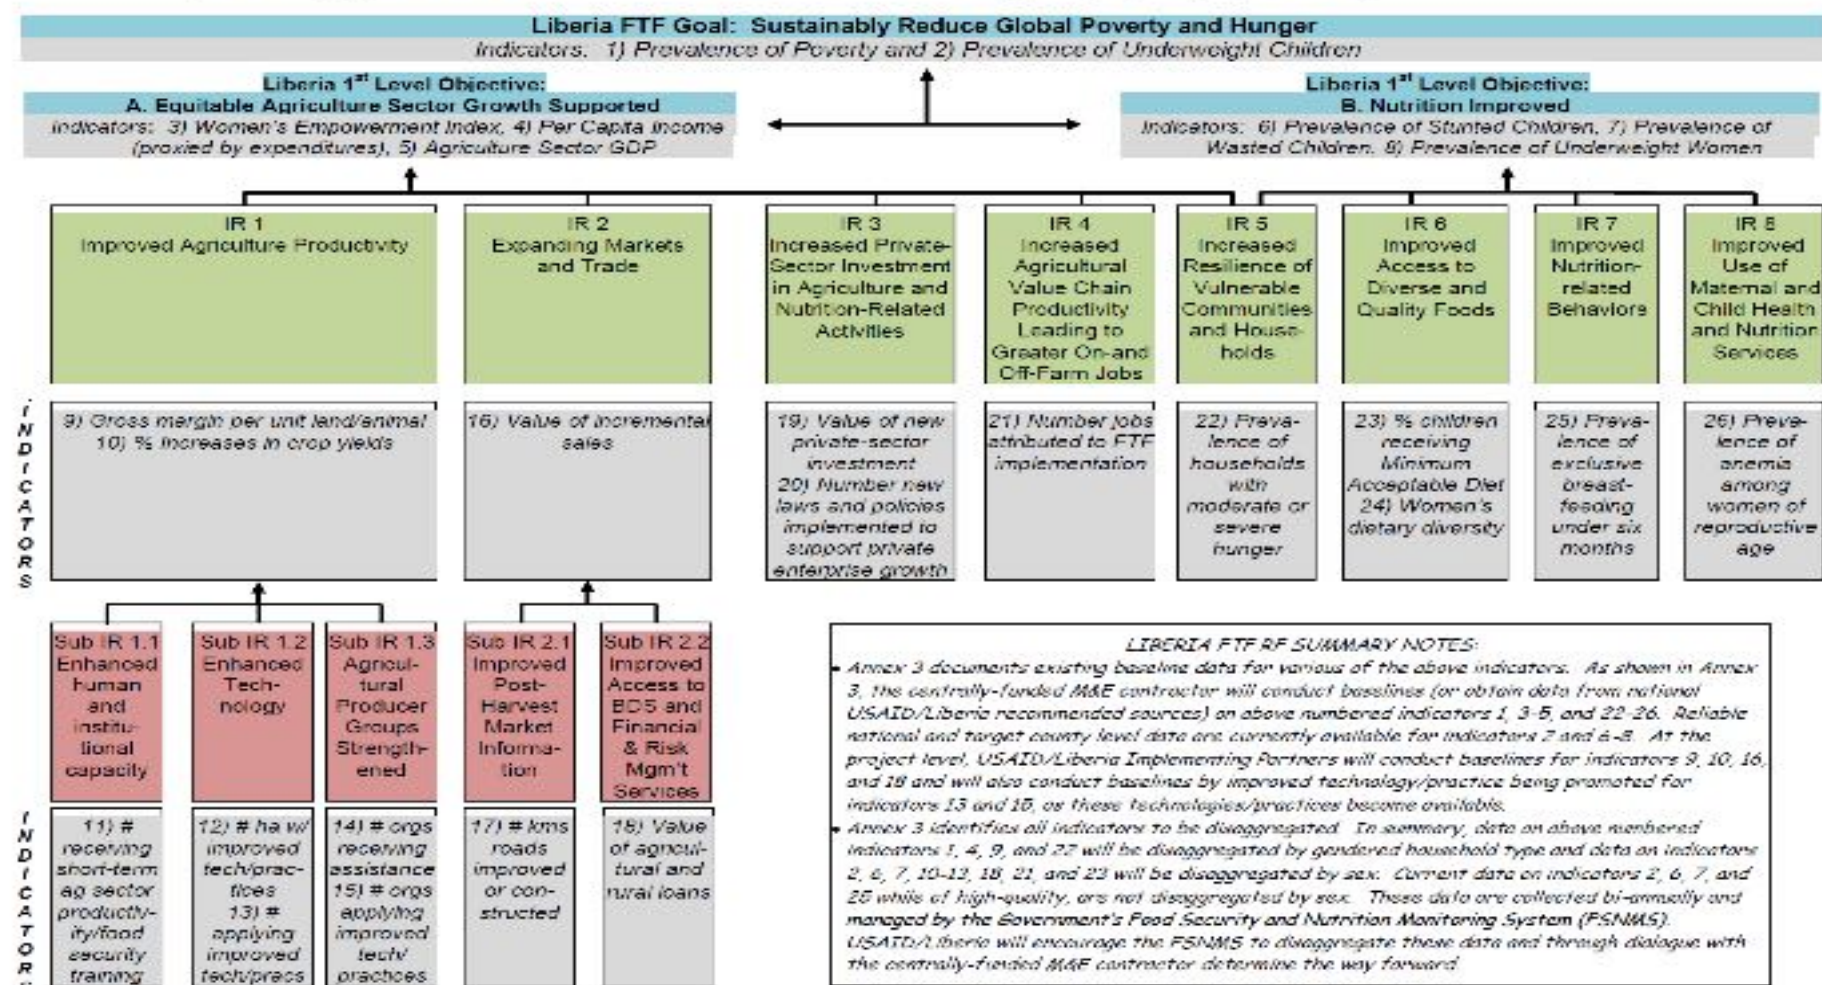 Liberia FTF Goal: Sustainably Reduce Global Poverty and Hunger
Indicators: 1) Prevalence of Poverty and 2) Prevalence of Underweight Children
Liberia 1st Level Objective:
A. Equitable Agriculture Sector Growth Supported
Indicators: 3) Women's Empowerment Index, 4) Per Capita Income
(proxied by expenditures), 5) Agriculture Sector GDP
Liberia 1st Level Objective:
B. Nutrition Improved
Indicators: 6) Prevalence of Stunted Children, 7) Prevalence of
Wasted Children, 8) Prevalence of Underweight Women
IR 1
Improved Agriculture Productivity
IR 2
Expanding Markets
and Trade
IR 3
Increased Private-
Sector Investment
in Agriculture and
Nutrition-Related
Activities
IR 4
Increased
Agricultural
Value Chain
Productivity
Leading to
Greater On-and
Off-Farm Jobs
IR 5
Increased
Resilience of
Vulnerable
Communities
and House-
holds
IR 6
Improved
Access to
Diverse and
Quality Foods
IR 7
Improved
Nutrition-
related
Behaviors
IR 8
Improved
Use of
Maternal and
Child Health
and Nutrition
Services
INDICATORS
9) Gross margin per unit land/animal
10) % Increases in crop yields
16) Value of incremental
sales
19) Value of new
private-sector
investment
20) Number new
laws and policies
implemented to
support private
enterprise growth
21) Number jobs
attributed to FTF
implementation
22) Preva-
lence of
households
with
moderate or
severe
hunger
23) % children
receiving
Minimum
Acceptable Diet
24) Women's
dietary diversity
25) Preva-
lence of
exclusive
breast-
feeding
under six
months
26) Preva-
lence of
anemia
among
women of
reproductive
age
Sub IR 1.1
Enhanced
human
and
institu-
tional
capacity
Sub IR 1.2
Enhanced
Tech-
nology
Sub IR 1.3
Agricul-
tural
Producer
Groups
Strength-
ened
Sub IR 2.1
Improved
Post-
Harvest
Market
Informa-
tion
Sub IR 2.2
Improved
Access to
BDS and
Financial
& Risk
Mgm't
Services
INDICATOR
11) #
receiving
short-term
ag sector
productiv-
ity/food
security
training
12) # ha w/
improved
tech/prac-
tices
13) #
applying
improved
tech/pracs
14) # orgs
receiving
assistance
15) # orgs
applying
improved
tech/
practices
17) # kms
roads
improved
or con-
structed
18) Value
of agricul-
tural and
rural loans
LIBERIA FTF RF SUMMARY NOTES:
• Annex 3 documents existing baseline data for various of the above indicators. As shown in Annex
3, the centrally-funded M&E contractor will conduct baselines (or obtain data from national
USAID/Liberia recommended sources) on above numbered indicators 1, 3-5, and 22-26. Reliable
national and target county level data are currently available for indicators 2 and 6-8. At the
project level, USAID/Liberia Implementing Partners will conduct baselines for indicators 9, 10, 16,
and 18 and will also conduct baselines by improved technology/practice being promoted for
indicators 13 and 15, as these technologies/practices become available.
• Annex 3 identifies all indicators to be disaggregated. In summary, data on above numbered
indicators 1, 4, 9, and 22 will be disaggregated by gendered household type and data on indicators
2, 6, 7, 10-13, 18, 21, and 23 will be disaggregated by sex. Current data on indicators 2, 6, 7, and
25 while of high-quality, are not disaggregated by sex. These data are collected bi-annually and
managed by the Government's Food Security and Nutrition Monitoring System (FSNMS).
USAID/Liberia will encourage the FSNMS to disaggregate these data and through dialogue with
the centrally-funded M&E contractor determine the way forward.